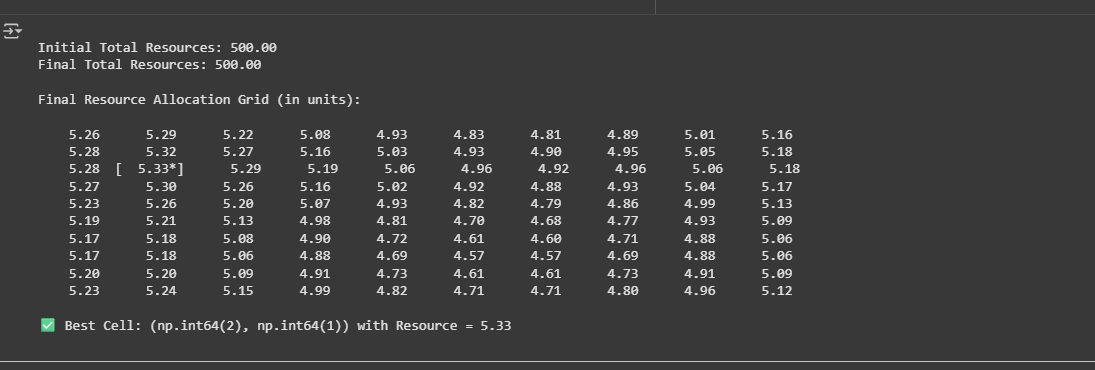 Initial Total Resources: 500.00
Final Total Resources: 500.00
Final Resource Allocation Grid (in units):
5.26 5.29 5.22 5.08 4.93 4.83 4.81 4.89 5.01 5.16
5.28 5.32 5.27 5.16 5.03 4.93 4.90 4.95 5.05 5.18
5.28 [ 5.33*] 5.29 5.19 5.06 4.96 4.92 4.96 5.06 5.18
5.27 5.30 5.26 5.16 5.02 4.92 4.88 4.93 5.04 5.17
5.23 5.26 5.20 5.07 4.93 4.82 4.79 4.86 4.99 5.13
5.19 5.21 5.13 4.98 4.81 4.70 4.68 4.77 4.93 5.09
5.17 5.18 5.08 4.90 4.72 4.61 4.60 4.71 4.88 5.06
5.17 5.18 5.06 4.88 4.69 4.57 4.57 4.69 4.88 5.06
5.20 5.20 5.09 4.91 4.73 4.61 4.61 4.73 4.91 5.09
5.23 5.24 5.15 4.99 4.82 4.71 4.71 4.80 4.96 5.12
✅ Best Cell: (np.int64(2), np.int64(1)) with Resource = 5.33